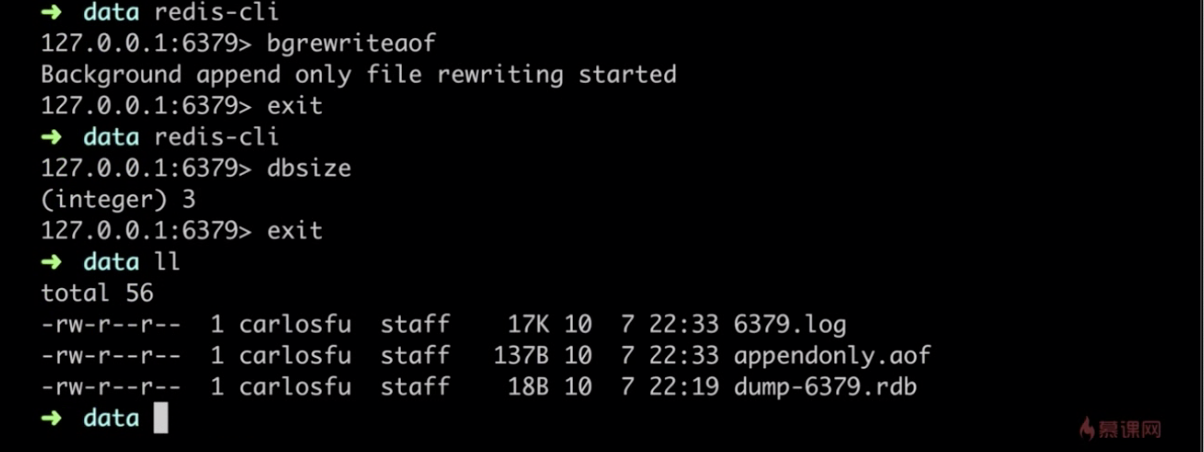 ➜ data redis-cli
127.0.0.1:6379> bgrewriteaof
Background append only file rewriting started
127.0.0.1:6379> exit
➜ data redis-cli
127.0.0.1:6379> dbsize
(integer) 3
127.0.0.1:6379> exit
➜ data ll
total 56
-rw-r--r-- 1 carlosfu staff 17K 10 7 22:33 6379.log
-rw-r--r-- 1 carlosfu staff 137B 10 7 22:33 appendonly.aof
-rw-r--r-- 1 carlosfu staff 18B 10 7 22:19 dump-6379.rdb
➜ data
慕课网